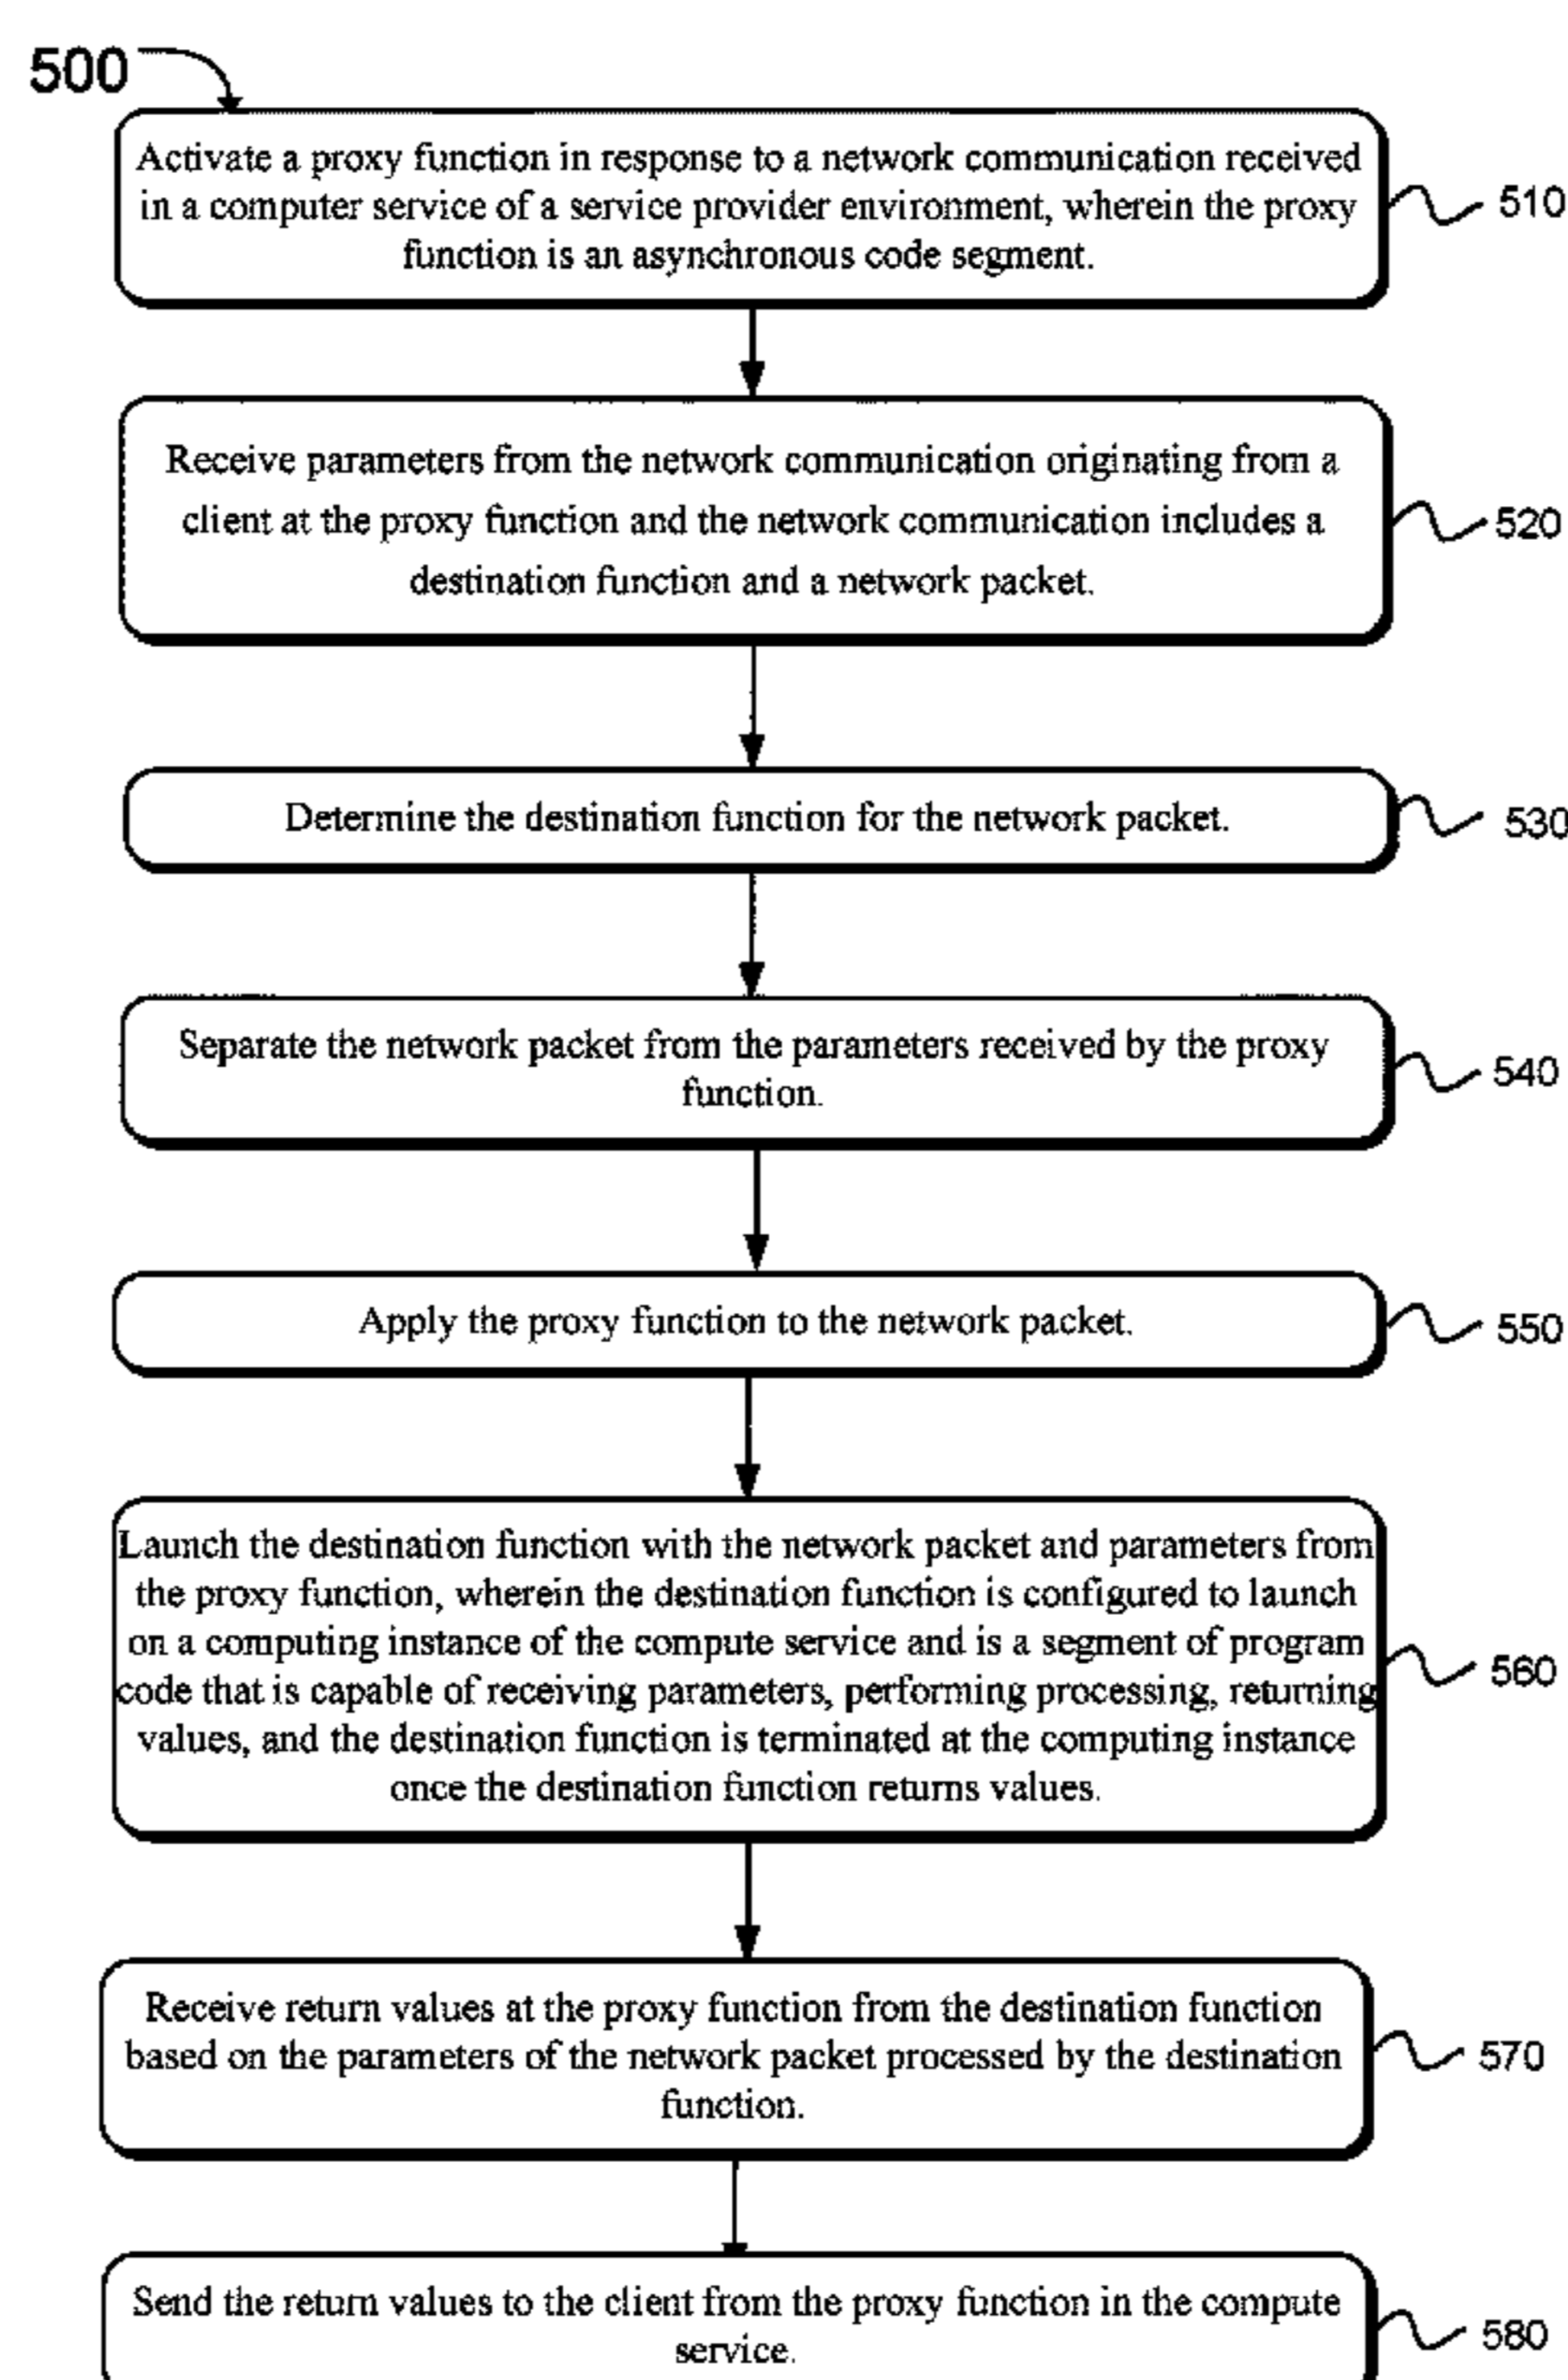 500
Activate a proxy function in response to a network communication received
in a computer service of a service provider environment, wherein the proxy
function is an asynchronous code segment.
510
Receive parameters from the network communication originating from a
client at the proxy function and the network communication includes a
destination function and a network packet.
520
Determine the destination function for the network packet.
530
Separate the network packet from the parameters received by the proxy
function.
540
Apply the proxy function to the network packet.
550
Launch the destination function with the network packet and parameters from
the proxy function, wherein the destination function is configured to launch
on a computing instance of the compute service and is a segment of program
code that is capable of receiving parameters, performing processing, returning
values, and the destination function is terminated at the computing instance
once the destination function returns values.
560
Receive return values at the proxy function from the destination function
based on the parameters of the network packet processed by the destination
function.
570
Send the return values to the client from the proxy function in the compute
service.
580